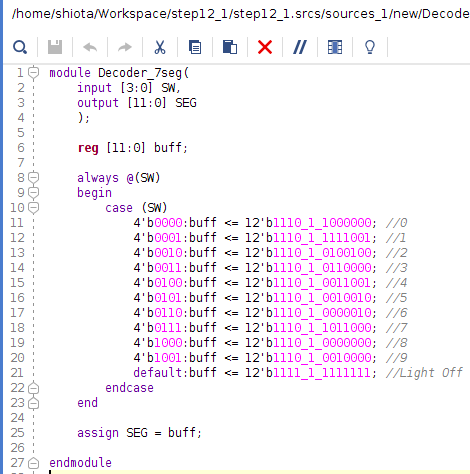 /home/shiota/Workspace/step12_1/step12_1.srcs/sources_1/new/Decode
1 module Decoder_7seg(
2 input [3:0] SW,
3 output [11:0] SEG
4 );
5
6 reg [11:0] buff;
7
8 always @(SW)
9 begin
10 case (SW)
11 4'b0000:buff <= 12'b1110_1_1000000; //0
12 4'b0001:buff <= 12'b1110_1_1111001; //1
13 4'b0010:buff <= 12'b1110_1_0100100; //2
14 4'b0011:buff <= 12'b1110_1_0110000; //3
15 4'b0100:buff <= 12'b1110_1_0011001; //4
16 4'b0101:buff <= 12'b1110_1_0010010; //5
17 4'b0110:buff <= 12'b1110_1_0000010; //6
18 4'b0111:buff <= 12'b1110_1_1011000; //7
19 4'b1000:buff <= 12'b1110_1_0000000; //8
20 4'b1001:buff <= 12'b1110_1_0010000; //9
21 default:buff <= 12'b1111_1_1111111; //Light Off
22 endcase
23 end
24
25 assign SEG = buff;
26
27 endmodule